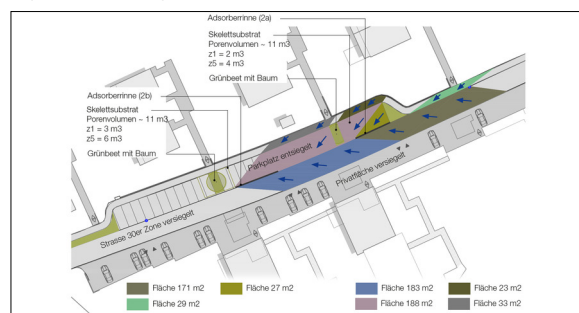 Adsorberrinne (2a)
Skelettsubstrat
Porenvolumen ~ 11 m3
z1 = 2 m3
z5 = 4 m3
Grünbeet mit Baum
Adsorberrinne (2b)
Skelettsubstrat
Porenvolumen ~ 11 m3
z1 = 3 m3
z5 = 6 m3
Grünbeet mit Baum
Parkplatz entsiegelt
Privatfläche versiegelt
Strasse 30er Zone versiegelt
Fläche 171 m2
Fläche 27 m2
Fläche 183 m2
Fläche 23 m2
Fläche 29 m2
Fläche 188 m2
Fläche 33 m2